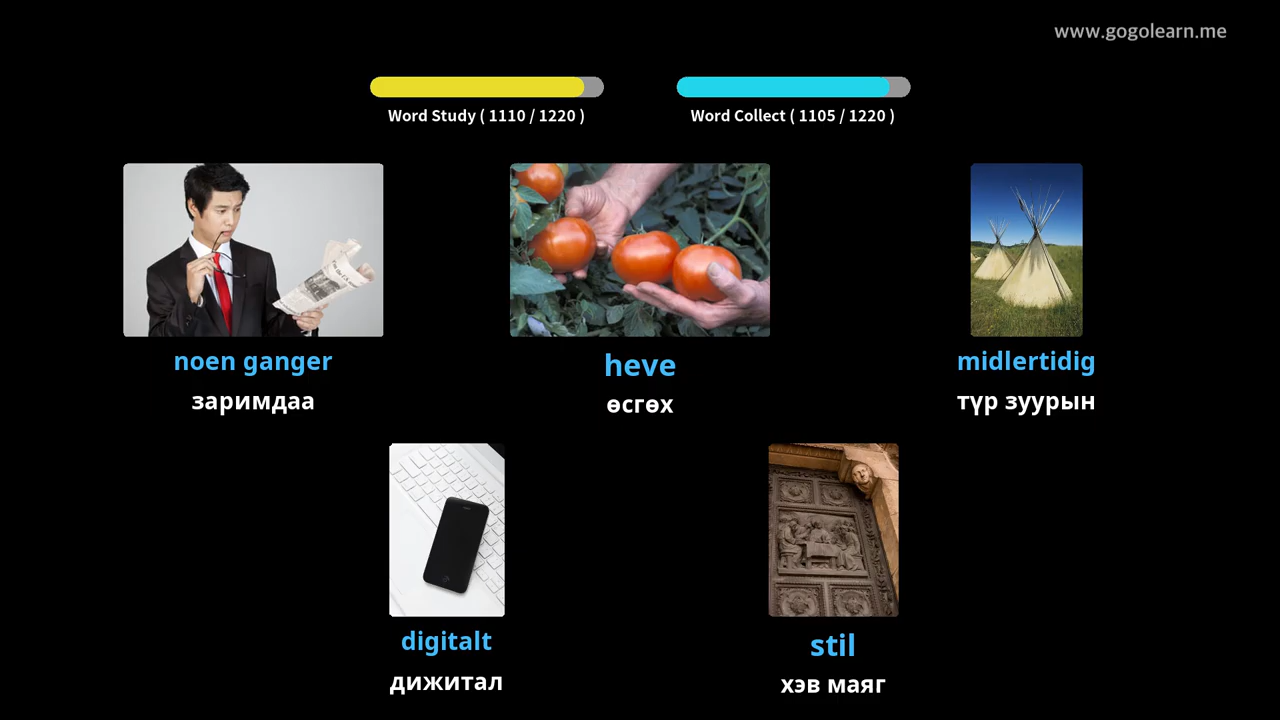 www.gogolearn.me
Word Study ( 1110 / 1220 )
Word Collect ( 1105 / 1220 )
noen ganger
heve
midlertidig
заримдаа
өсгөх
түр зуурын
digitalt
stil
дижитал
хэв маяг